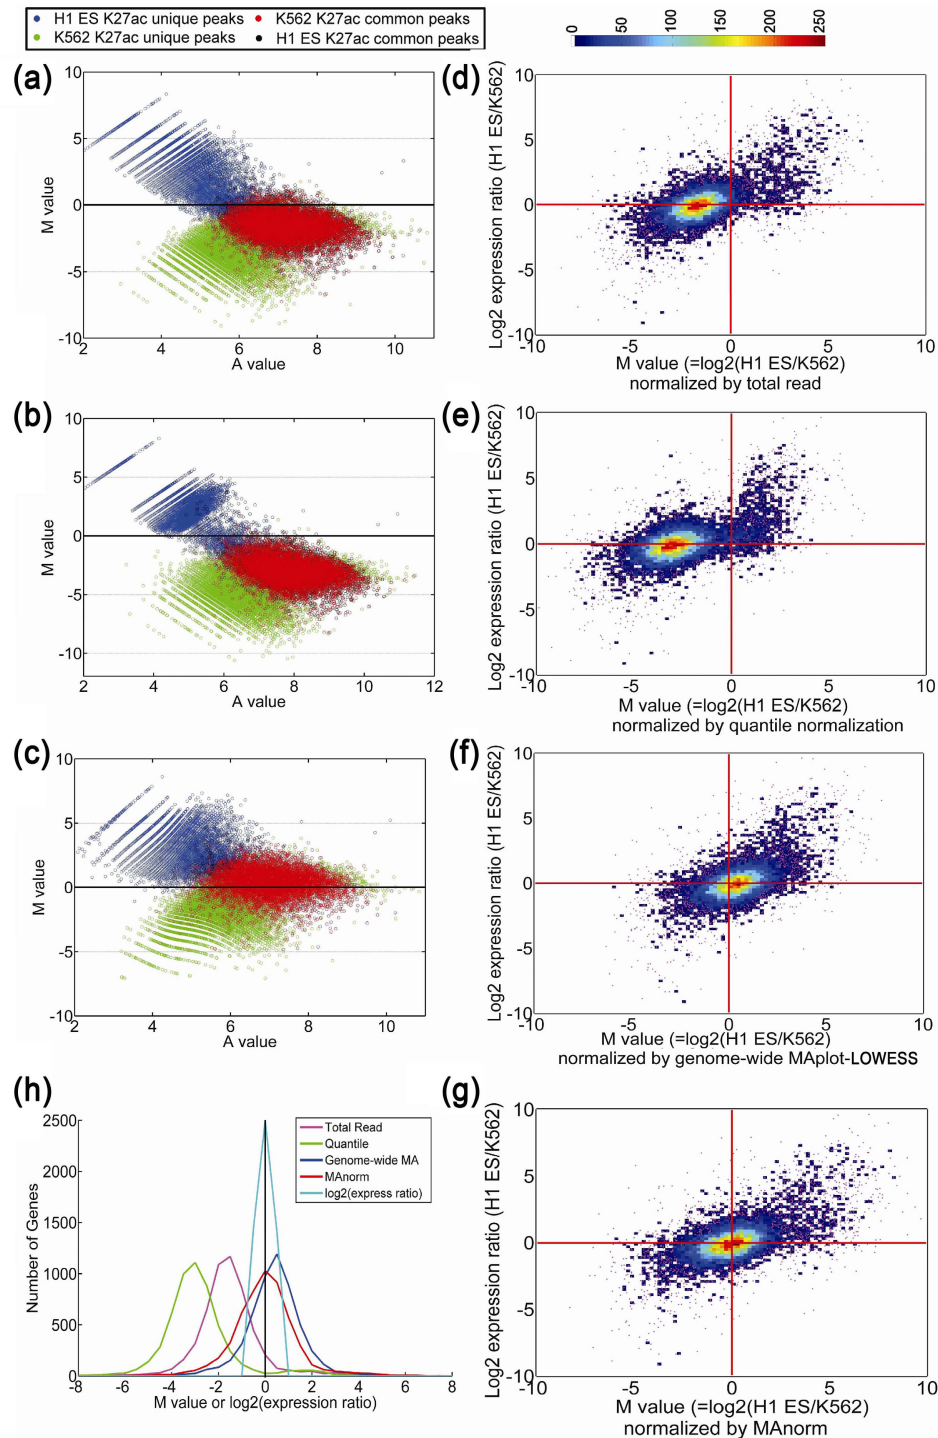 H1 ES K27ac unique peaks
K562 K27ac common peaks
K562 K27ac unique peaks
H1 ES K27ac common peaks
0 50 100 150 200 250
(a)
10
5
0
-5
-10
M value
2 4 6 8 10
A value
(d)
10
5
0
-5
-10
Log2 expression ratio (H1 ES/K562)
-10 -5 0 5 10
M value (=log2(H1 ES/K562)
normalized by total read
(b)
10
5
0
-5
-10
M value
2 4 6 8 10 12
A value
(e)
10
5
0
-5
-10
Log2 expression ratio (H1 ES/K562)
-10 -5 0 5 10
M value (=log2(H1 ES/K562)
normalized by quantile normalization
(c)
10
5
0
-5
-10
M value
2 4 6 8 10
A value
(f)
10
5
0
-5
-10
Log2 expression ratio (H1 ES/K562)
-10 -5 0 5 10
M value (=log2(H1 ES/K562)
normalized by genome-wide MAplot-LOWESS
(h)
2500
2000
1500
1000
500
0
Number of Genes
Total Read
Quantile
Genome-wide MA
MAnorm
log2(express ratio)
-8 -6 -4 -2 0 2 4 6 8
M value or log2(expression ratio)
(g)
10
5
0
-5
-10
Log2 expression ratio (H1 ES/K562)
-10 -5 0 5 10
M value (=log2(H1 ES/K562)
normalized by MAnorm